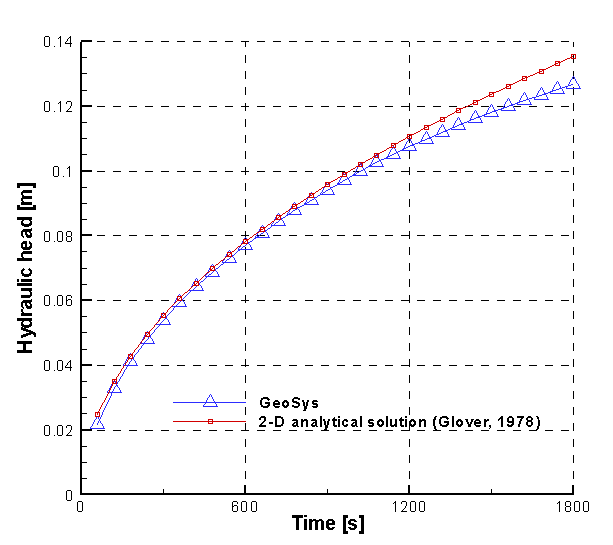 0.14
0.12
0.1
0.08
0.06
0.04
0.02
0
Hydraulic head [m]
GeoSys
2-D analytical solution (Glover, 1978)
0 600 1200 1800
Time [s]